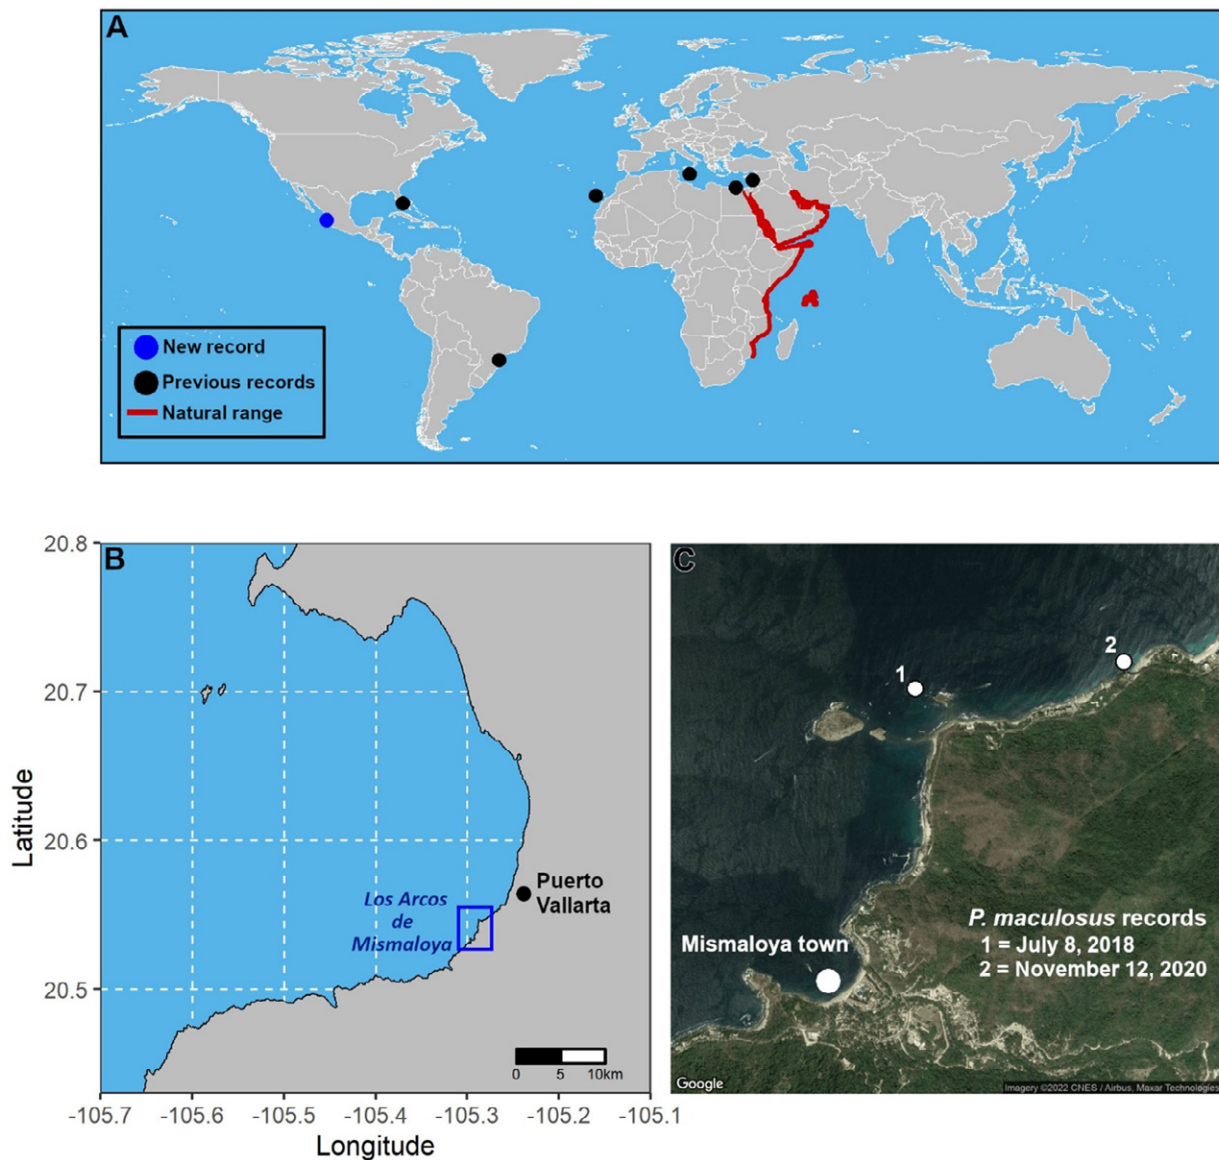 A
New record
Previous records
Natural range
B
20.8
20.7
20.6
20.5
Latitude
-105.7
-105.6
-105.5
-105.4
-105.3
-105.2
-105.1
Longitude
Puerto
Vallarta
Los Arcos
de
Mismaloya
0 5 10km
C
1
2
P. maculosus records
1 = July 8, 2018
2 = November 12, 2020
Mismaloya town
Google
Imagery ©2022 CNES / Airbus, Maxar Technologies